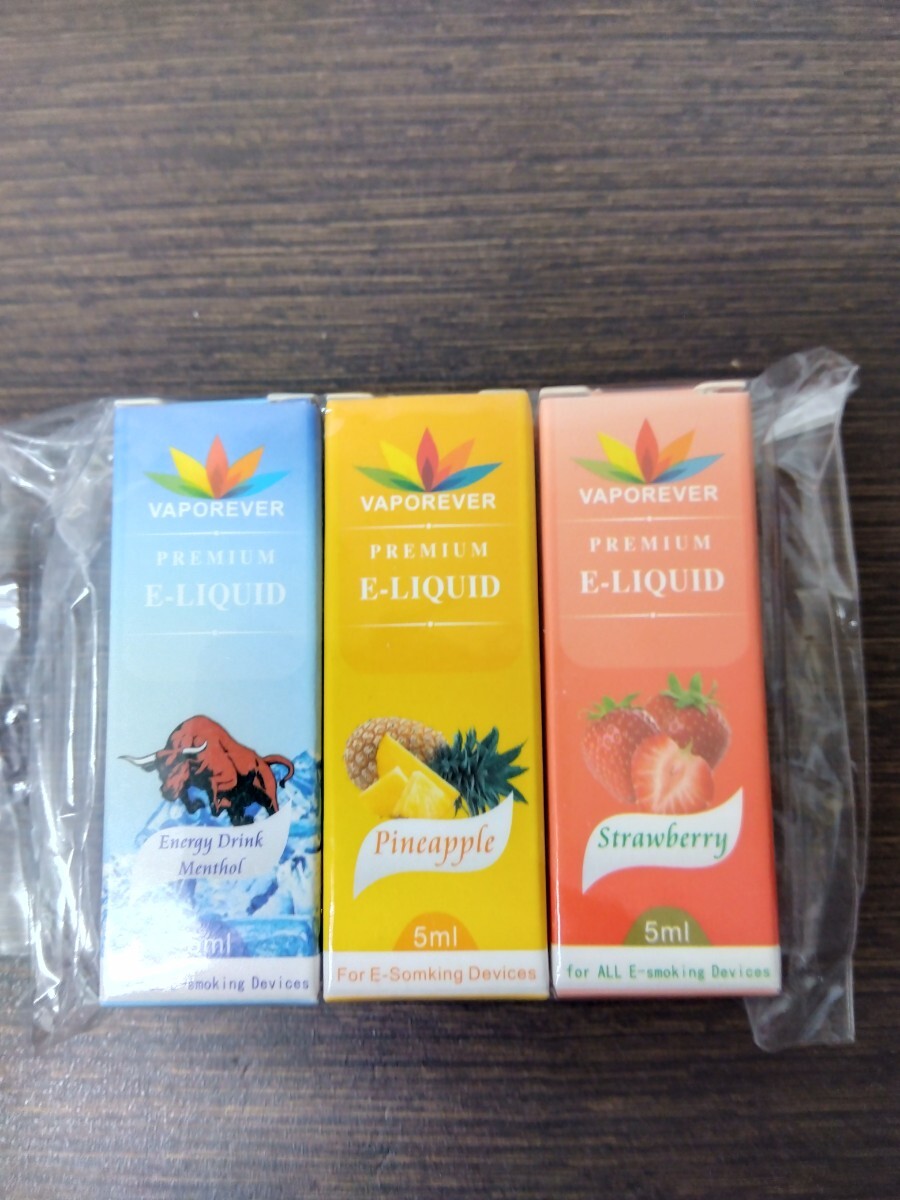 VAPOREVER
PREMIUM
E-LIQUID
Energy Drink
Menthol
5ml
E-smoking Devices
VAPOREVER
PREMIUM
E-LIQUID
Pineapple
5ml
For E-Somking Devices
VAPOREVER
PREMIUM
E-LIQUID
Strawberry
5ml
for ALL E-smoking Devices